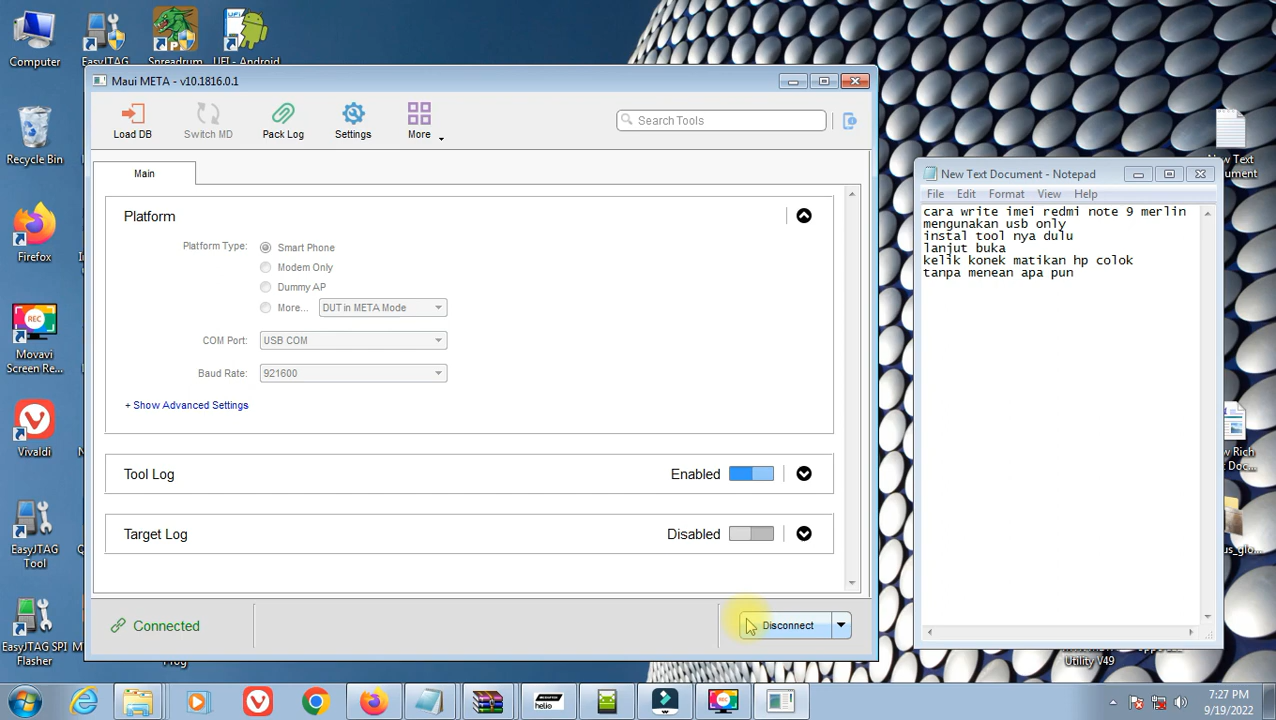 Computer
EasyJTAG
Spreadrum
UFI - Android
Recycle Bin
Firefox
Movavi
Screen Re...
Vivaldi
EasyJTAG
Tool
EasyJTAG SPI
Flasher
Maui META - v10.1816.0.1
Load DB
Switch MD
Pack Log
Settings
More
Search Tools
Main
Platform
Platform Type:
Smart Phone
Modem Only
Dummy AP
More...
DUT in META Mode
COM Port:
USB COM
Baud Rate:
921600
+ Show Advanced Settings
Tool Log
Enabled
Target Log
Disabled
Connected
Disconnect
New Text Document - Notepad
File Edit Format View Help
cara write imei redmi note 9 merlin
mengunakan usb only
instal tool nya dulu
lanjut buka
kelik konek matikan hp colok
tanpa menean apa pun
Utility V49
REC
helio
7:27 PM
9/19/2022